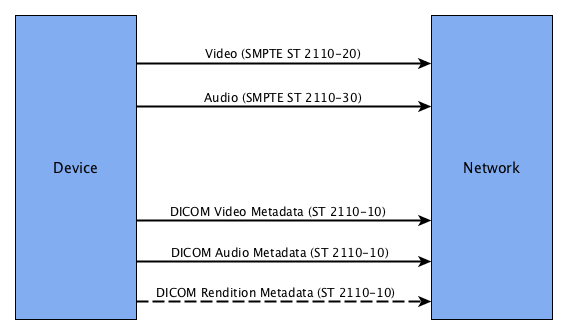 Video (SMPTE ST 2110-20)
Audio (SMPTE ST 2110-30)
Device
Network
DICOM Video Metadata (ST 2110-10)
DICOM Audio Metadata (ST 2110-10)
DICOM Rendition Metadata (ST 2110-10)